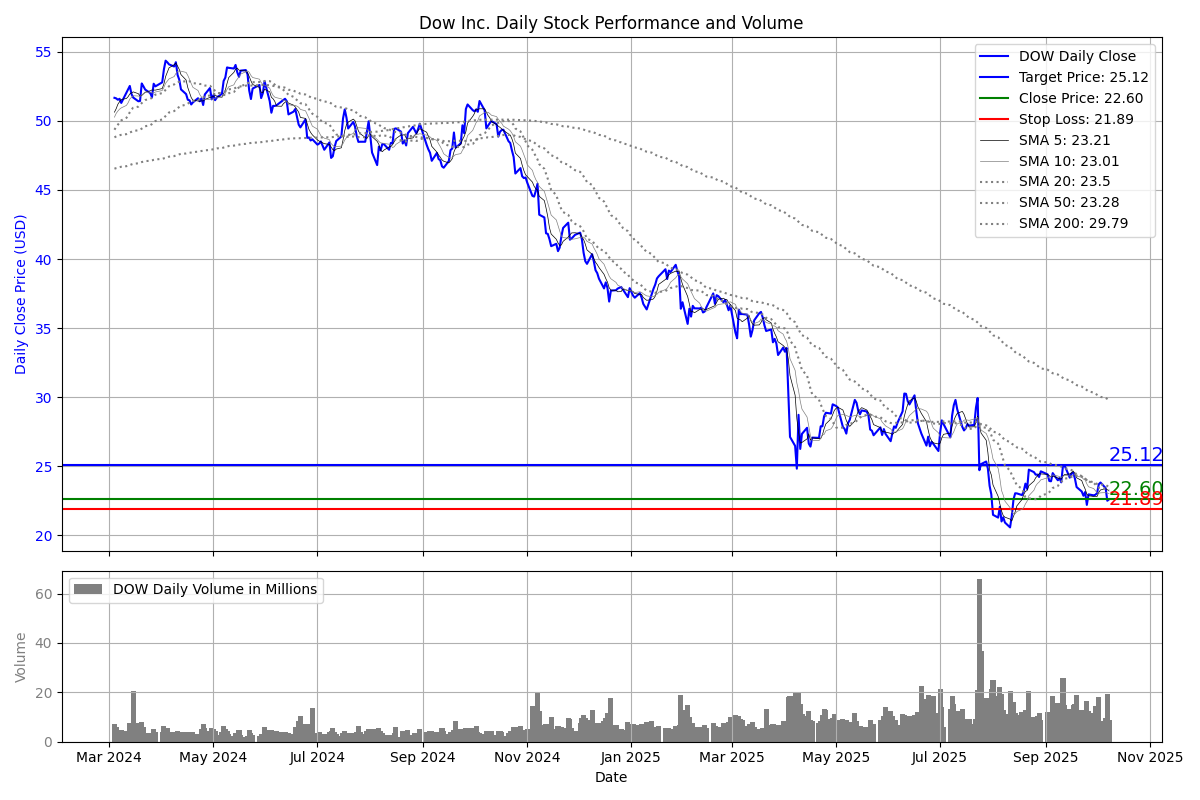 Dow Inc. Daily Stock Performance and Volume
Daily Close Price (USD)
55
50
45
40
35
30
25
20
DOW Daily Close
Target Price: 25.12
Close Price: 22.60
Stop Loss: 21.89
SMA 5: 23.21
SMA 10: 23.01
SMA 20: 23.5
SMA 50: 23.28
SMA 200: 29.79
25.12
22.60
21.89
Volume
60
40
20
0
DOW Daily Volume in Millions
Mar 2024 May 2024 Jul 2024 Sep 2024 Nov 2024 Jan 2025 Mar 2025 May 2025 Jul 2025 Sep 2025 Nov 2025
Date